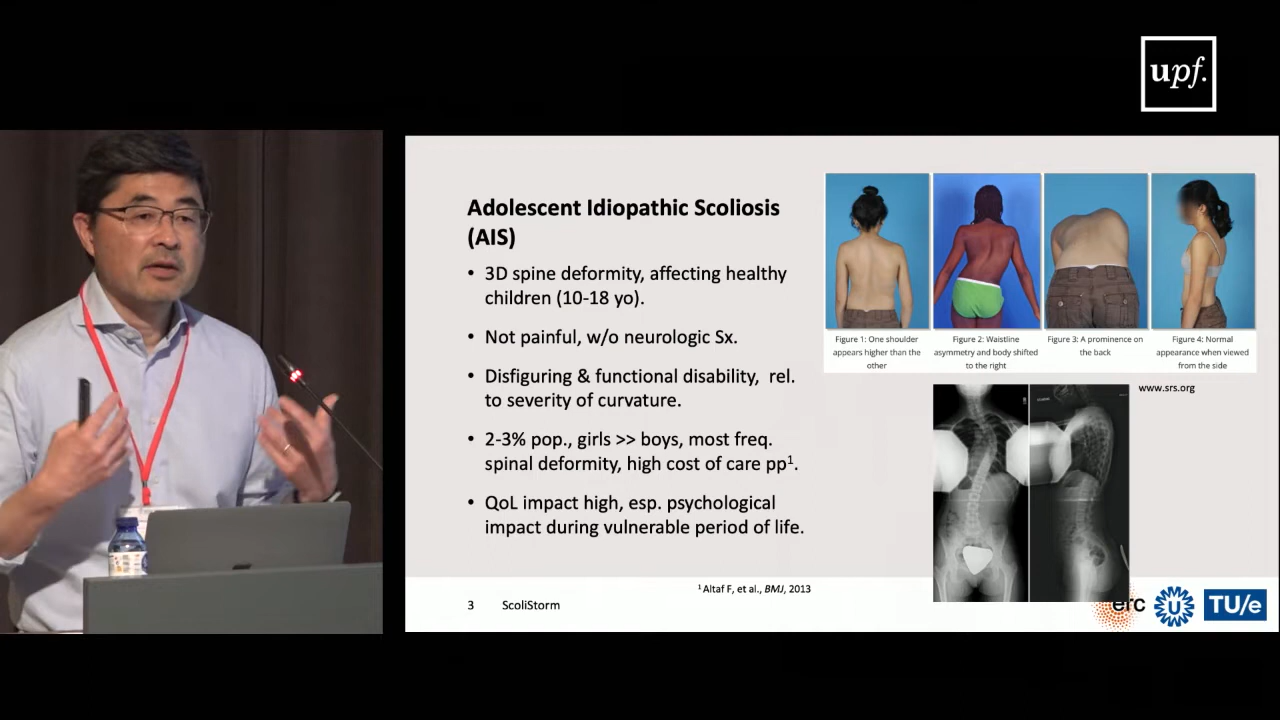 upf.
Adolescent Idiopathic Scoliosis
(AIS)
• 3D spine deformity, affecting healthy
children (10-18 yo).
• Not painful, w/o neurologic Sx.
• Disfiguring & functional disability, rel.
to severity of curvature.
• 2-3% pop., girls >> boys, most freq.
spinal deformity, high cost of care pp¹.
• QoL impact high, esp. psychological
impact during vulnerable period of life.
Figure 1: One shoulder
appears higher than the
other
Figure 2: Waistline
asymmetry and body shifted
to the right
Figure 3: A prominence on
the back
Figure 4: Normal
appearance when viewed
from the side
www.srs.org
¹ Altaf F, et al., BMJ, 2013
3 ScoliStorm
erc
U
TU/e